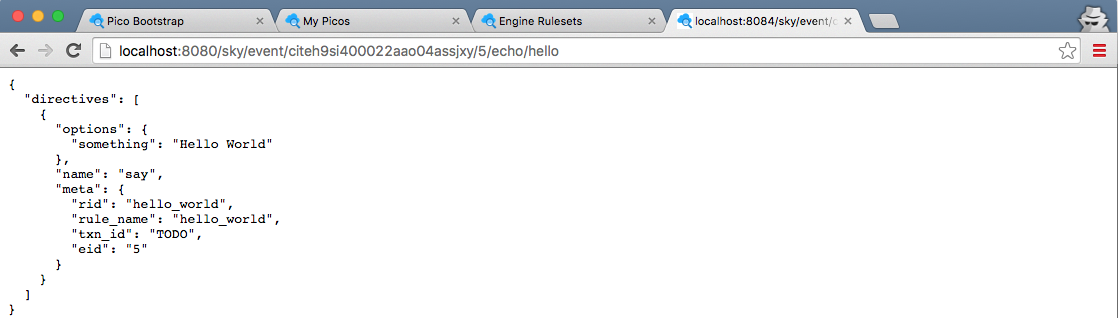 Pico Bootstrap
My Picos
Engine Rulesets
localhost:8084/sky/event/c
localhost:8080/sky/event/citeh9si400022aao04assjxy/5/echo/hello
{
  "directives": [
    {
      "options": {
        "something": "Hello World"
      },
      "name": "say",
      "meta": {
        "rid": "hello_world",
        "rule_name": "hello_world",
        "txn_id": "TODO",
        "eid": "5"
      }
    }
  ]
}